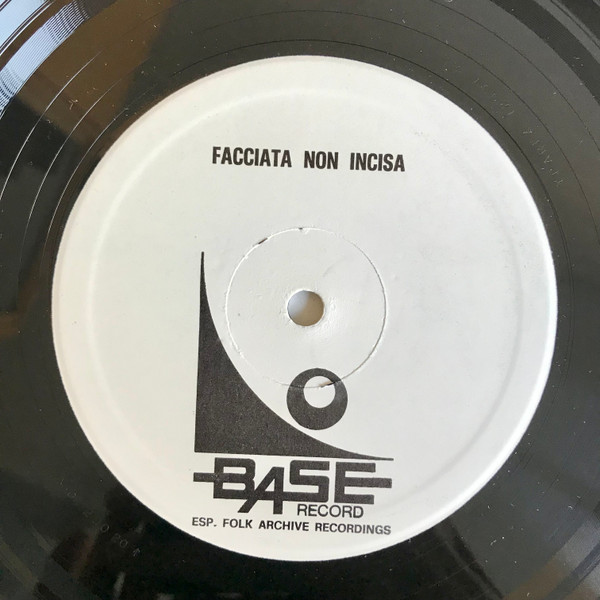 FACCIATA NON INCISA
BASE
RECORD
ESP. FOLK ARCHIVE RECORDINGS